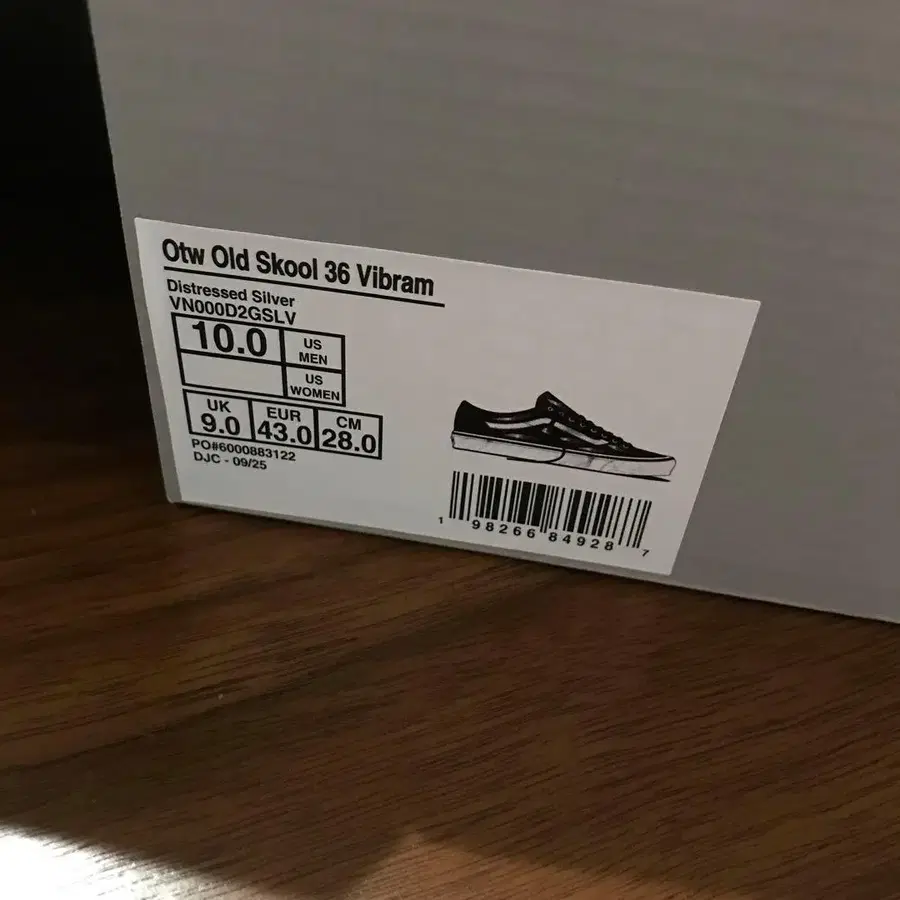 Otw Old Skool 36 Vibram
Distressed Silver
VN000D2GSLV
10.0 US MEN
US WOMEN
UK 9.0 EUR 43.0 CM 28.0
PO#6000883122
DJC - 09/25
1 98266 84928 7